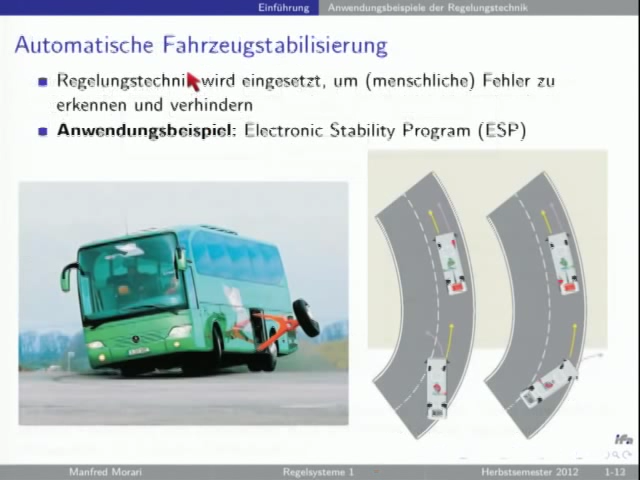 Einführung Anwendungsbeispiele der Regelungstechnik
Automatische Fahrzeugstabilisierung
Regelungstechnik wird eingesetzt, um (menschliche) Fehler zu
erkennen und verhindern
Anwendungsbeispiel: Electronic Stability Program (ESP)
Manfred Morari Regelsysteme 1 Herbstsemester 2012 1-13